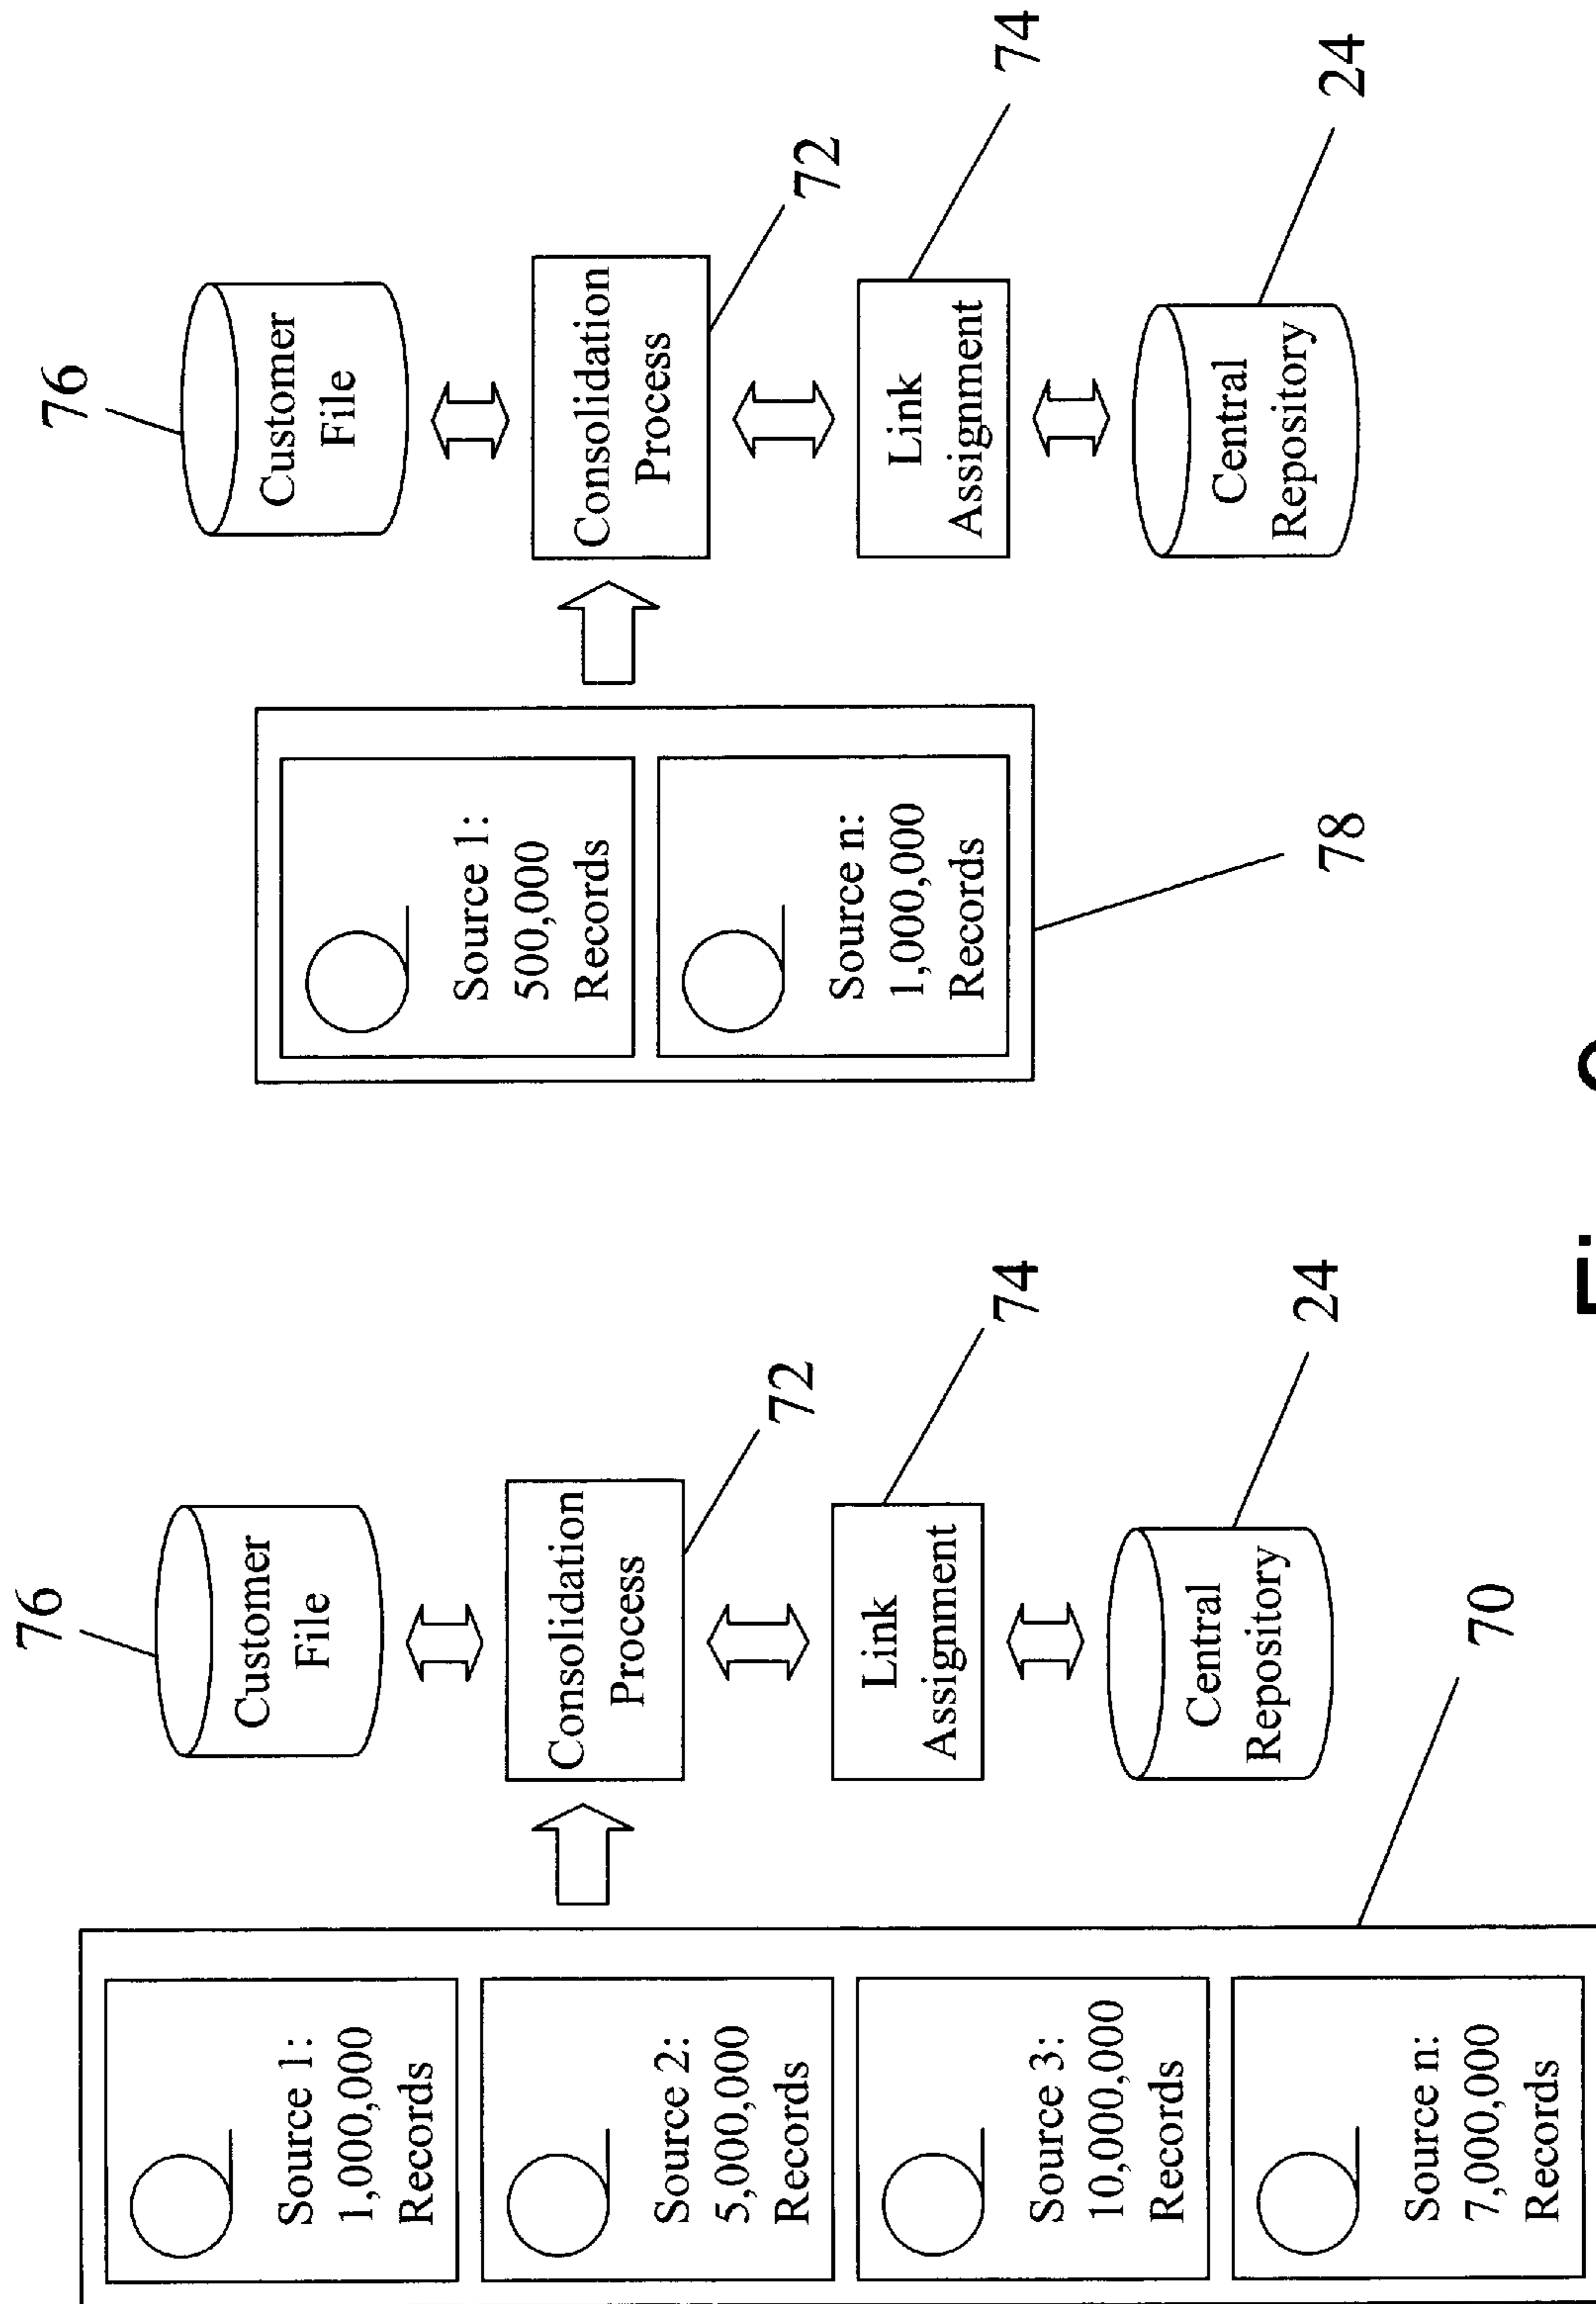 76
Customer
File
Source 1:
1,000,000
Records
Consolidation
Process
72
Source 2:
5,000,000
Records
Link
Assignment
74
Source 3:
10,000,000
Records
Central
Repository
24
Source n:
7,000,000
Records
70
76
Customer
File
Source 1:
500,000
Records
Consolidation
Process
72
Source n:
1,000,000
Records
Link
Assignment
74
Central
Repository
24
78